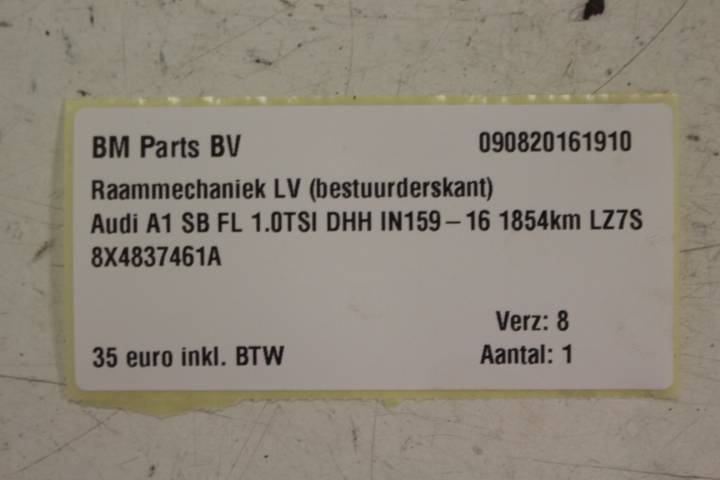 BM Parts BV 090820161910
Raammechaniek LV (bestuurderskant)
Audi A1 SB FL 1.0TSI DHH IN159–16 1854km LZ7S
8X4837461A
Verz: 8
35 euro inkl. BTW Aantal: 1